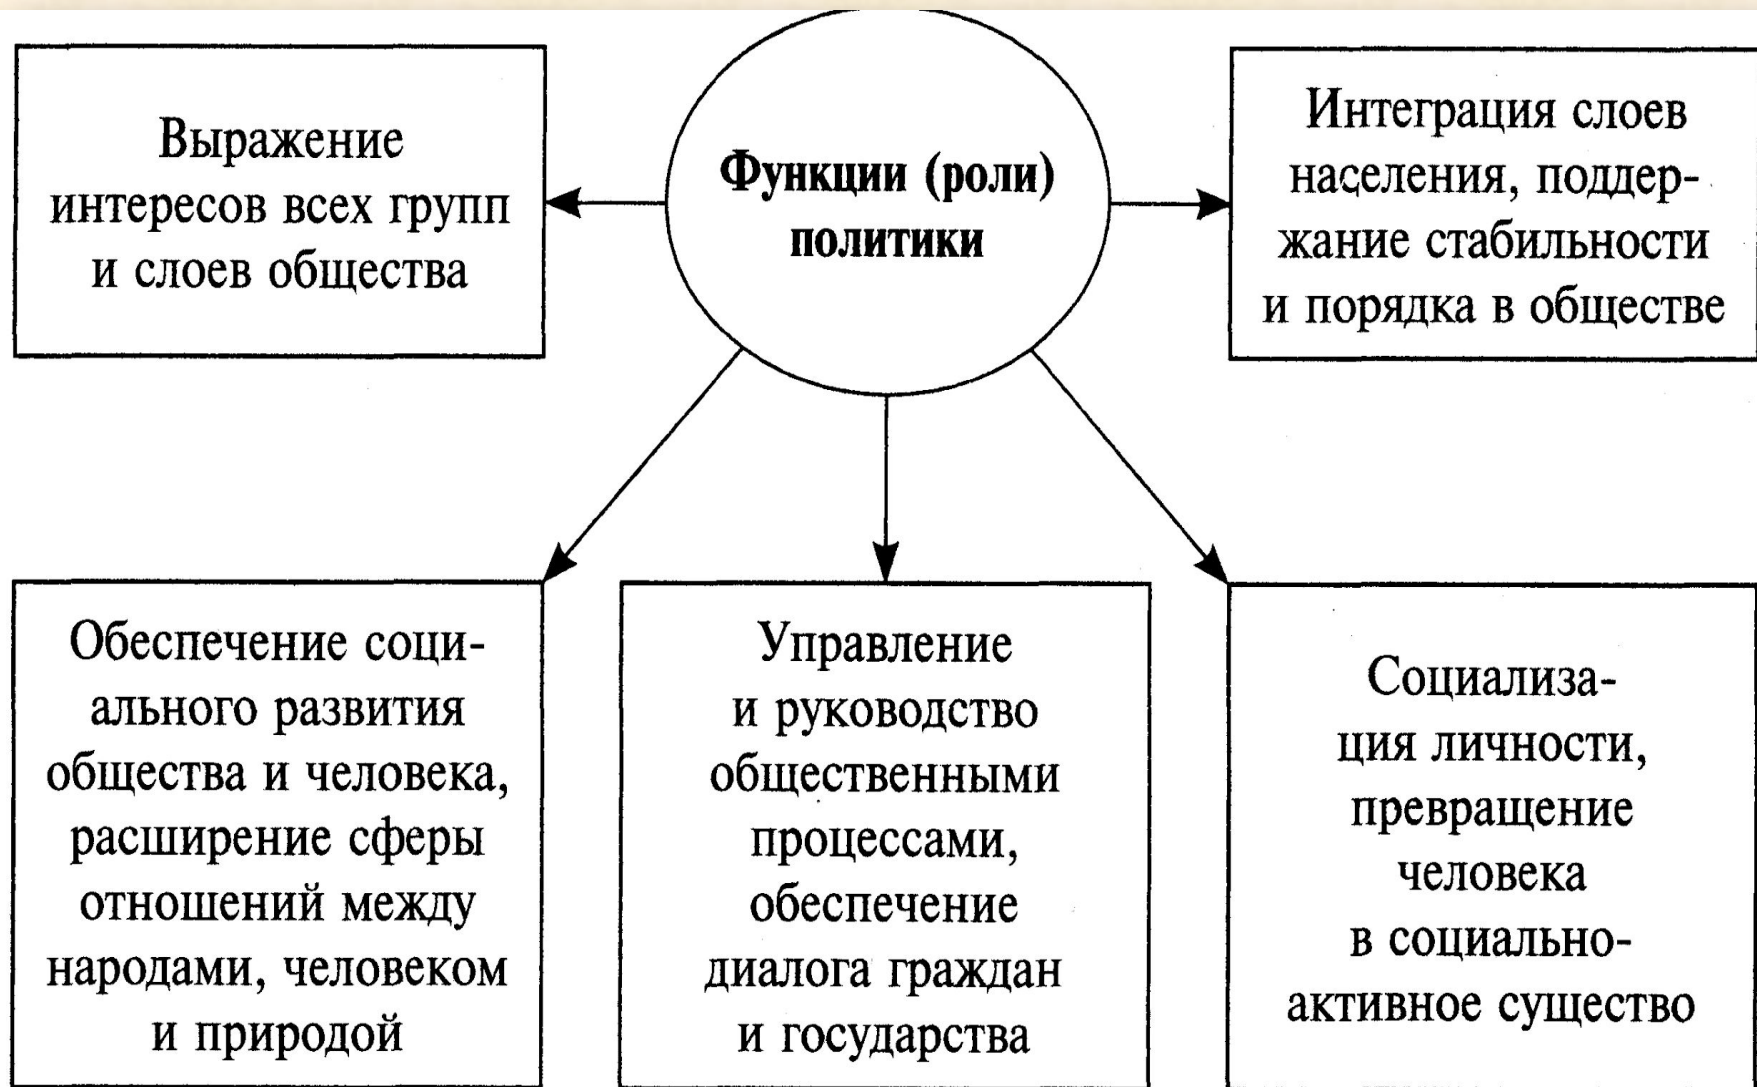 Функции (роли)
политики
Выражение
интересов всех групп
и слоев общества
Интеграция слоев
населения, поддер-
жание стабильности
и порядка в обществе
Обеспечение соци-
ального развития
общества и человека,
расширение сферы
отношений между
народами, человеком
и природой
Управление
и руководство
общественными
процессами,
обеспечение
диалога граждан
и государства
Социализа-
ция личности,
превращение
человека
в социально-
активное существо